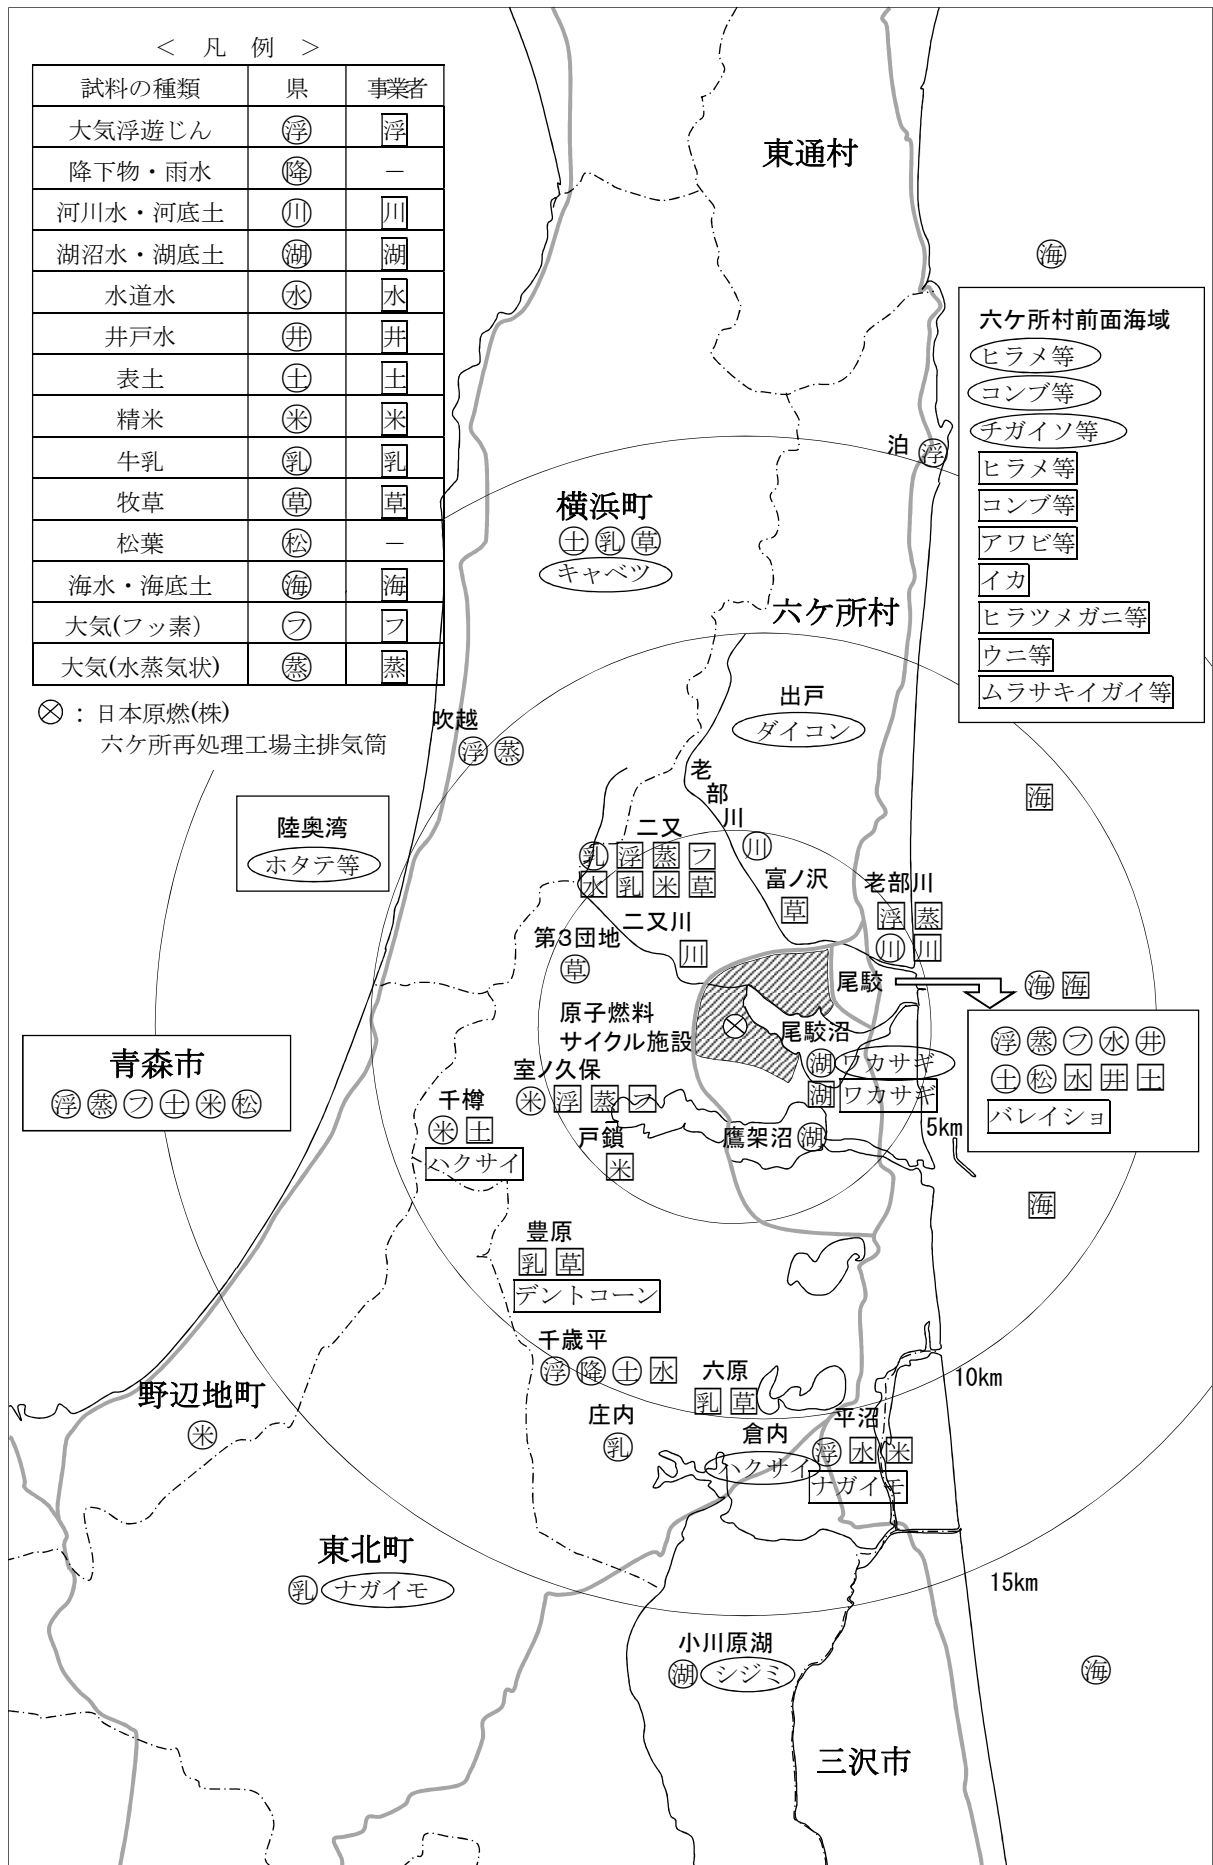 ＜ 凡 例 ＞
試料の種類 県 事業者
大気浮遊じん 浮 浮
降下物・雨水 降 －
河川水・河底土 川 川
湖沼水・湖底土 湖 湖
水道水 水 水
井戸水 井 井
表土 土 土
精米 米 米
牛乳 乳 乳
牧草 草 草
松葉 松 －
海水・海底土 海 海
大気(フッ素） フ フ
大気(水蒸気状) 蒸 蒸
⊗ ： 日本原燃(株)
六ケ所再処理工場主排気筒
東通村
海
六ケ所村前面海域
ヒラメ等
コンブ等
チガイソ等
ヒラメ等
コンブ等
アワビ等
イカ
ヒラツメガニ等
ウニ等
ムラサキイガイ等
泊 浮
横浜町
土 乳 草
キャベツ
六ケ所村
出戸
ダイコン
吹越
浮 蒸
海
陸奥湾
ホタテ等
老部川
川
二又
乳 浮 蒸 フ
水 乳 米 草
富ノ沢
草
老部川
浮 蒸
川 川
二又川
川
第3団地
草
尾駮
海 海
浮 蒸 フ 水 井
土 松 水 井 土
バレイショ
原子燃料
サイクル施設
尾駮沼
湖 ワカサギ
湖 ワカサギ
青森市
浮 蒸 フ 土 米 松
室ノ久保
米 浮 蒸 フ
千樽
米 土
ハクサイ
戸鎖
米
鷹架沼 湖
5km
海
豊原
乳 草
デントコーン
千歳平
浮 降 土 水
六原
乳 草
10km
野辺地町
米
庄内
乳
倉内
ハクサイ
平沼
浮 水 米
ナガイモ
東北町
乳 ナガイモ
15km
小川原湖
湖 シジミ
海
三沢市